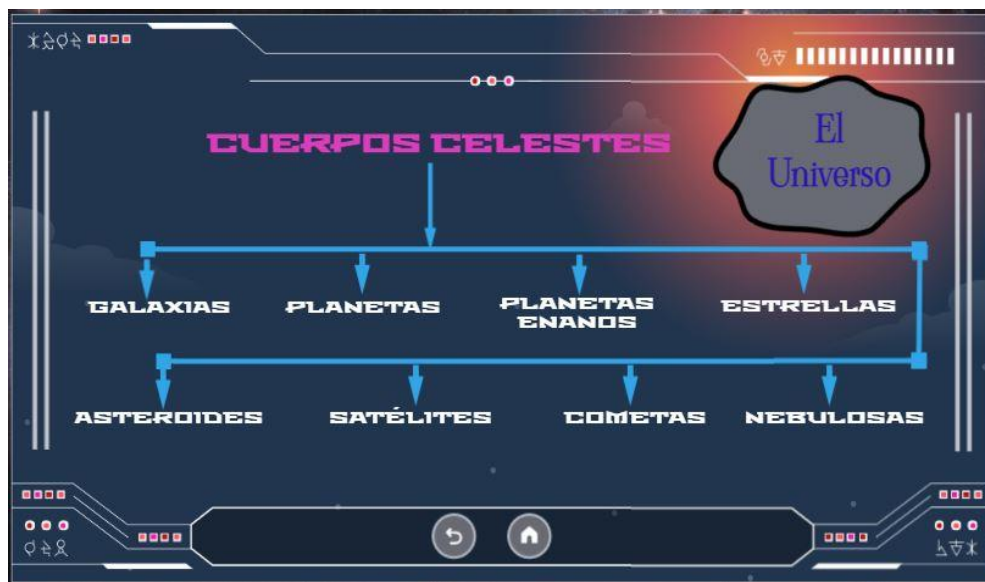 CUERPOS CELESTES
El
Universo
GALAXIAS
PLANETAS
PLANETAS
ENANOS
ESTRELLAS
ASTEROIDES
SATÉLITES
COMETAS
NEBULOSAS